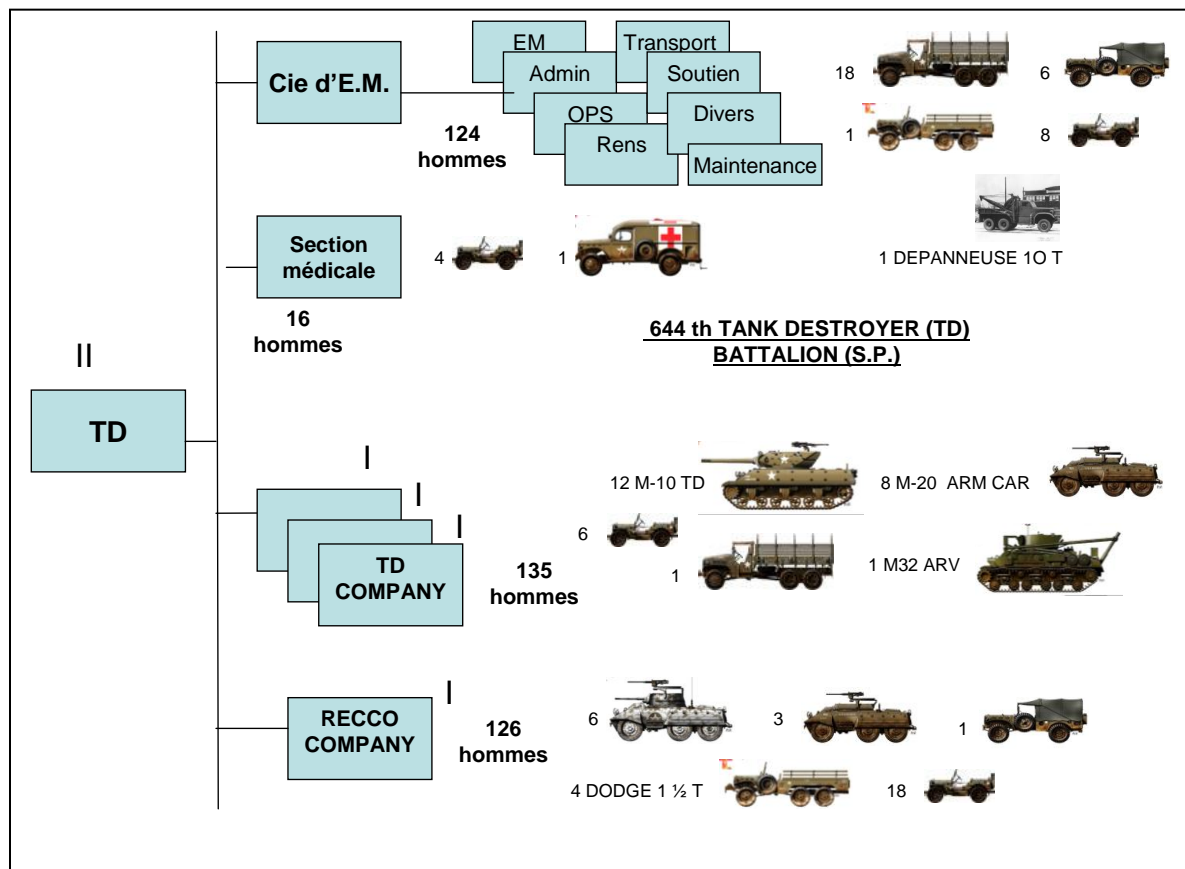 EM
Transport
Cie d'E.M.
Admin
Soutien
OPS
Divers
Rens
Maintenance
124
hommes
18
6
1
8
Section
médicale
16
hommes
4
1
1 DEPANNEUSE 1O T
644 th TANK DESTROYER (TD)
BATTALION (S.P.)
||
TD
|
|
|
TD
COMPANY
135
hommes
12 M-10 TD
8 M-20 ARM CAR
6
1
1 M32 ARV
|
RECCO
COMPANY
126
hommes
6
3
1
4 DODGE 1 ½ T
18